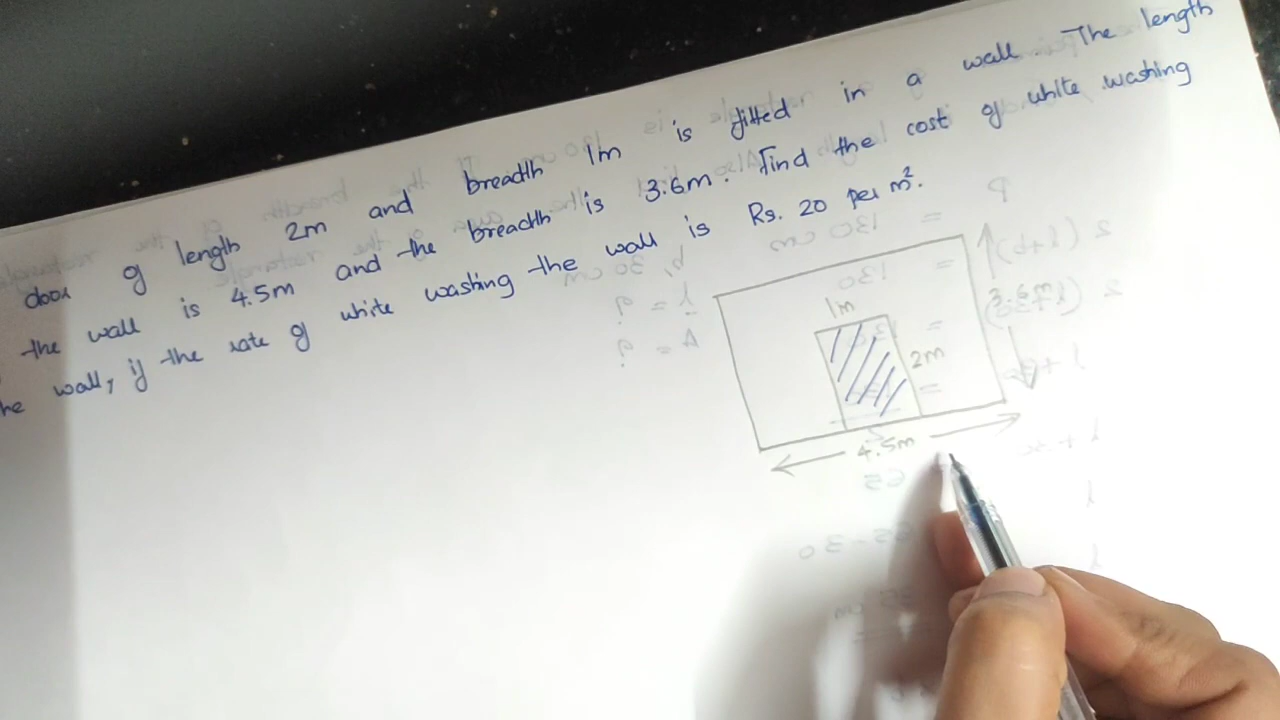 door of length 2m and breadth 1m is fitted in a wall. The length
the wall is 4.5m and the breadth is 3.6m. Find the cost of white washing
he wall, if the rate of white washing the wall is Rs. 20 per m².
1m
2m
3.6m
4.5m